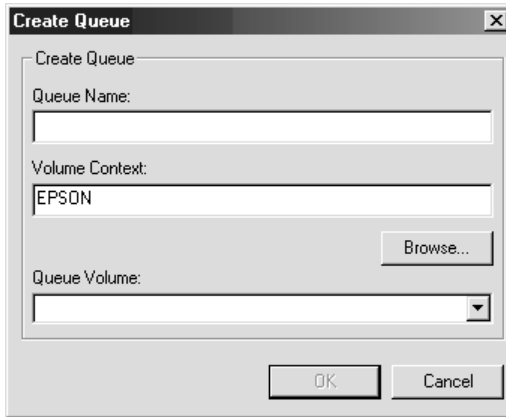 Create Queue
Create Queue
Queue Name:
Volume Context:
EPSON
Browse...
Queue Volume:
OK Cancel